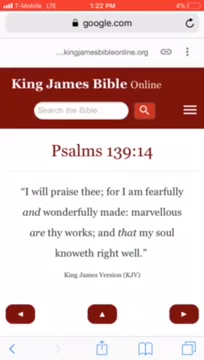 T-Mobile LTE 1:22 PM 4%
google.com
...kingjamesbibleonline.org
King James Bible Online
Search the Bible
Psalms 139:14
“I will praise thee; for I am fearfully
and wonderfully made: marvellous
are thy works; and that my soul
knoweth right well.”
King James Version (KJV)